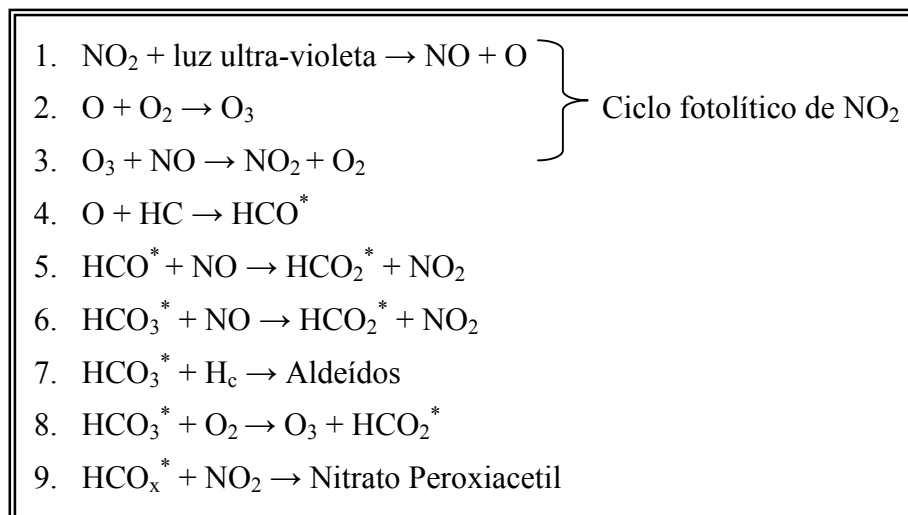 1. NO₂ + luz ultra-violeta → NO + O
2. O + O₂ → O₃
Ciclo fotolítico de NO₂
3. O₃ + NO → NO₂ + O₂
4. O + HC → HCO*
5. HCO* + NO → HCO₂* + NO₂
6. HCO₃* + NO → HCO₂* + NO₂
7. HCO₃* + H꜀ → Aldeídos
8. HCO₃* + O₂ → O₃ + HCO₂*
9. HCOₓ* + NO₂ → Nitrato Peroxiacetil